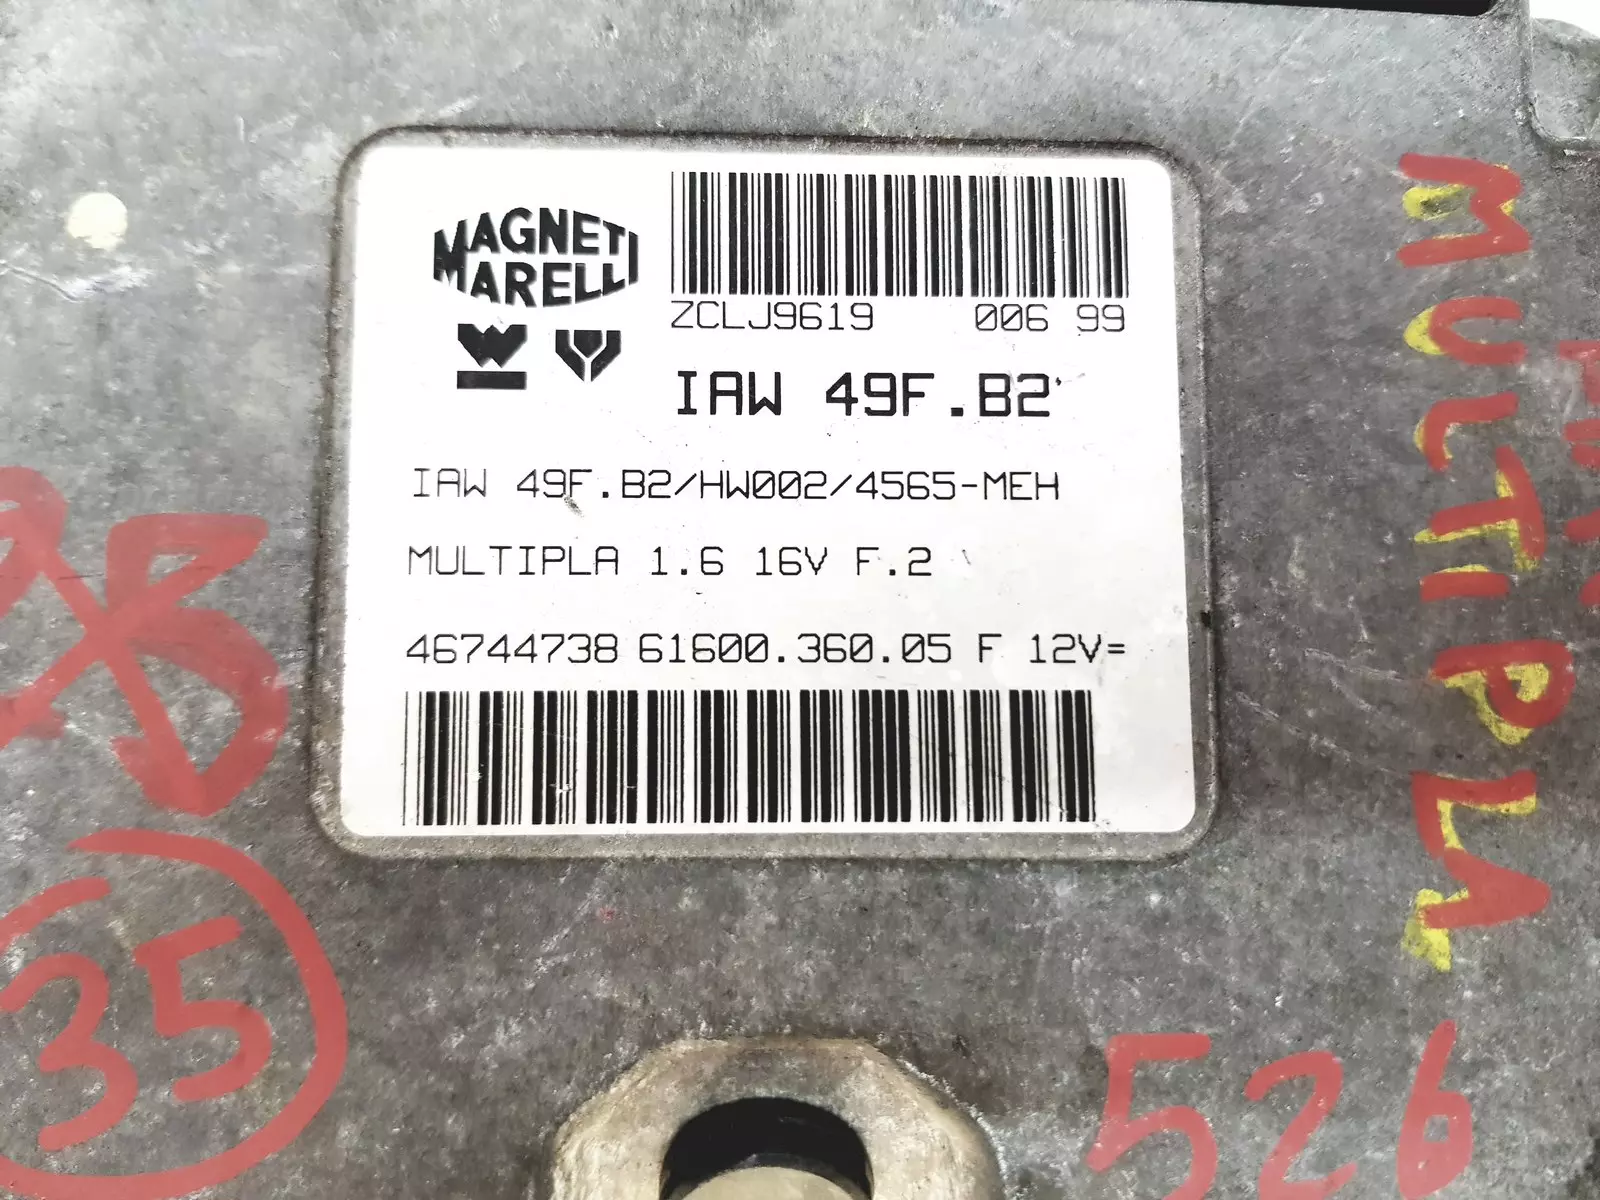 MAGNETI
MARELLI
ZCLJ9619 006 99
IAW 49F.B2
IAW 49F.B2/HW002/4565-MEH
MULTIPLA 1.6 16V F.2
46744738 61600.360.05 F 12V=
MULTIPLA
35
526